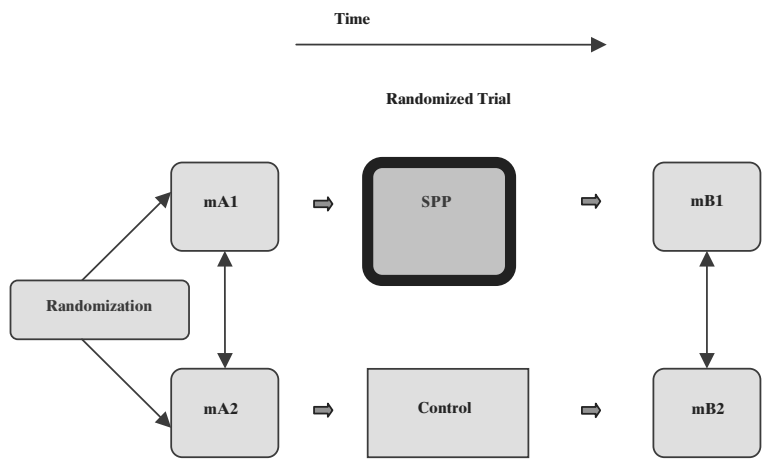 Time
Randomized Trial
mA1
SPP
mB1
Randomization
mA2
Control
mB2